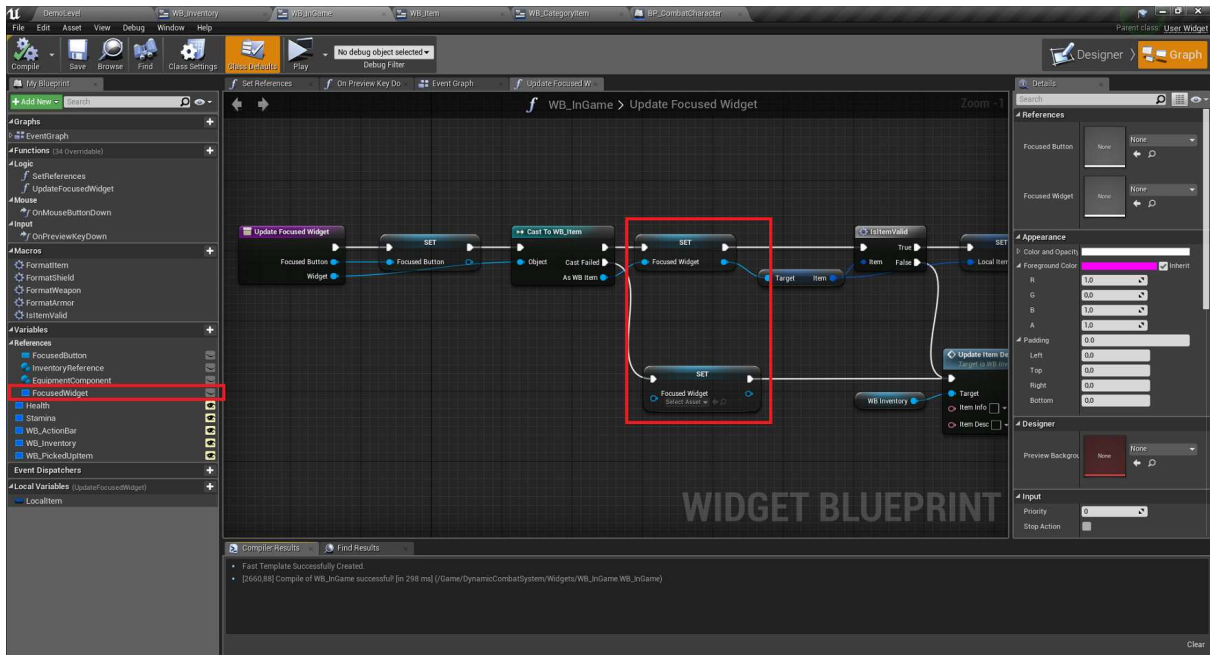 DemoLevel WB_Inventory WB_InGame WB_Item WB_CategoryItem BP_CombatCharacter
File Edit Asset View Debug Window Help Parent class: User Widget
Compile Save Browse Find Class Settings Class Defaults Play No debug object selected Debug Filter Designer Graph
My Blueprint
+Add New Search
Graphs
EventGraph
Functions (34 Overridable)
Logic
SetReferences
UpdateFocusedWidget
Mouse
OnMouseButtonDown
Input
OnPreviewKeyDown
Macros
FormatItem
FormatShield
FormatWeapon
FormatArmor
IsItemValid
Variables
References
FocusedButton
InventoryReference
EquipmentComponent
FocusedWidget
Health
Stamina
WB_ActionBar
WB_Inventory
WB_PickedUpItem
Event Dispatchers
Local Variables (UpdateFocusedWidget)
LocalItem
Set References On Preview Key Do Event Graph Update Focused W
WB_InGame > Update Focused Widget Zoom -1
Update Focused Widget
Focused Button
Widget
SET
Focused Button
Cast To WB_Item
Object Cast Failed
As WB Item
SET
Focused Widget
Target Item
IsItemValid
True
Item False
SET
Local Item
SET
Focused Widget
Select Asset
WB Inventory
Update Item De
Target is WB Inv
Target
Item Info
Item Desc
WIDGET BLUEPRINT
Compiler Results Find Results
Fast Template Successfully Created.
[2660,88] Compile of WB_InGame successful! [in 298 ms] (/Game/DynamicCombatSystem/Widgets/WB_InGame.WB_InGame)
Clear
Details
Search
References
Focused Button None None
Focused Widget None None
Appearance
Color and Opacity
Foreground Color Inherit
R 1,0
G 0,0
B 1,0
A 1,0
Padding 0.0
Left 0,0
Top 0,0
Right 0,0
Bottom 0,0
Designer
Preview Backgrou None None
Input
Priority 0
Stop Action